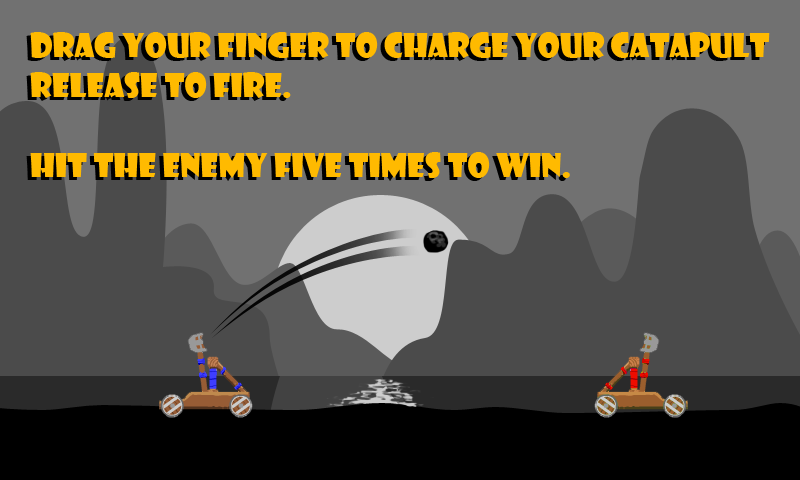 DRAG YOUR FINGER TO CHARGE YOUR CATAPULT
RELEASE TO FIRE.
HIT THE ENEMY FIVE TIMES TO WIN.